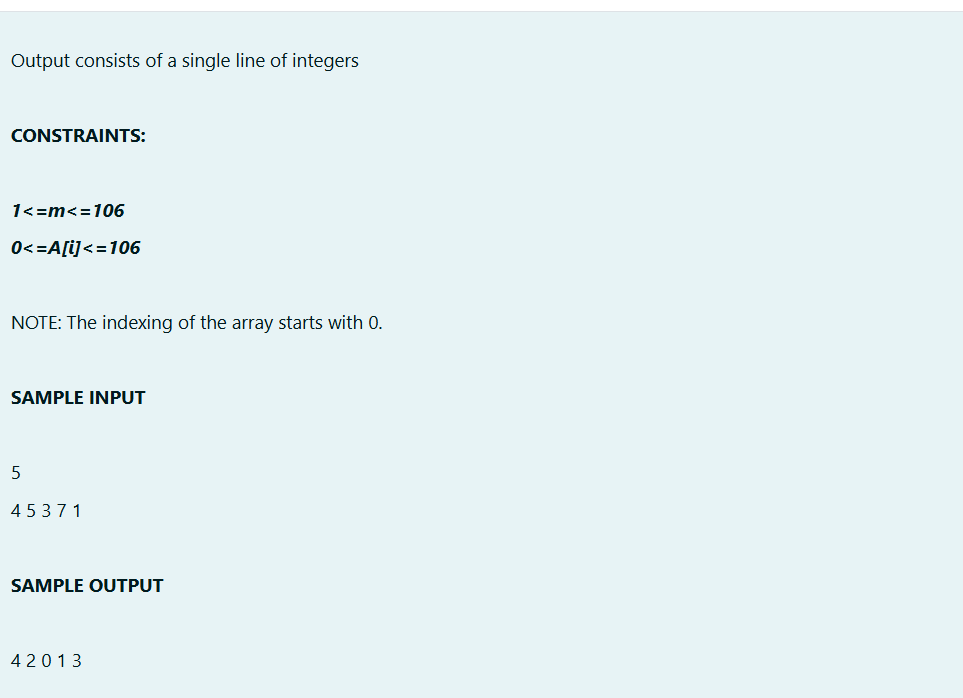 Output consists of a single line of integers
CONSTRAINTS:
1<=m<=106
0<=A[i]<=106
NOTE: The indexing of the array starts with 0.
SAMPLE INPUT
5
4 5 3 7 1
SAMPLE OUTPUT
4 2 0 1 3